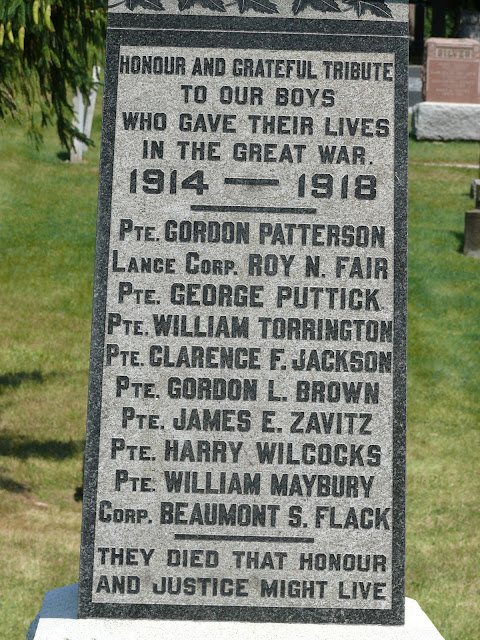 HONOUR AND GRATEFUL TRIBUTE
TO OUR BOYS
WHO GAVE THEIR LIVES
IN THE GREAT WAR.
1914 — 1918
PTE. GORDON PATTERSON
LANCE CORP. ROY N. FAIR
PTE. GEORGE PUTTICK
PTE. WILLIAM TORRINGTON
PTE. CLARENCE F. JACKSON
PTE. GORDON L. BROWN
PTE. JAMES E. ZAVITZ
PTE. HARRY WILCOCKS
PTE. WILLIAM MAYBURY
CORP. BEAUMONT S. FLACK
THEY DIED THAT HONOUR
AND JUSTICE MIGHT LIVE